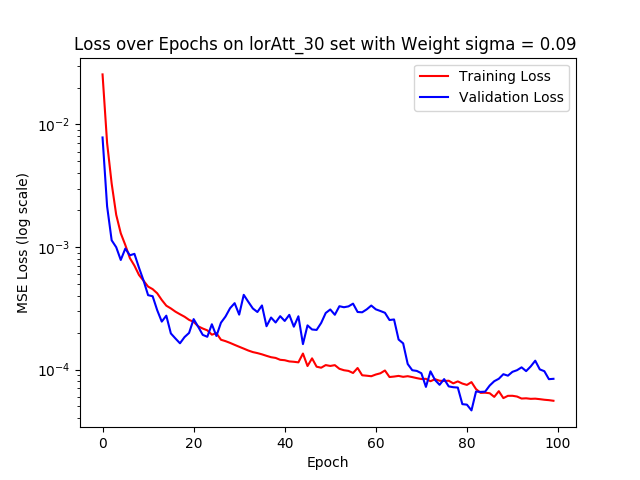 Loss over Epochs on lorAtt_30 set with Weight sigma = 0.09
Training Loss
Validation Loss
MSE Loss (log scale)
10⁻²
10⁻³
10⁻⁴
0 20 40 60 80 100
Epoch